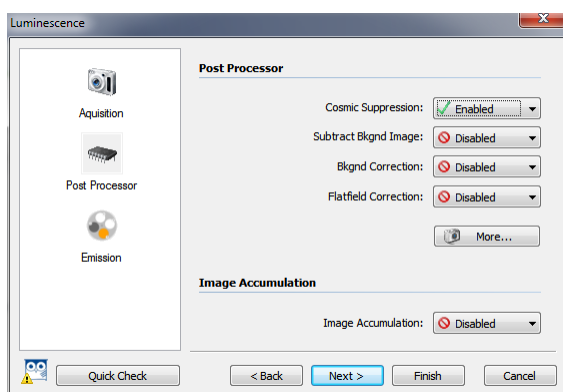 Luminescence
Aquisition
Post Processor
Emission
Post Processor
Cosmic Suppression: Enabled
Subtract Bkgnd Image: Disabled
Bkgnd Correction: Disabled
Flatfield Correction: Disabled
More...
Image Accumulation
Image Accumulation: Disabled
Quick Check
< Back
Next >
Finish
Cancel